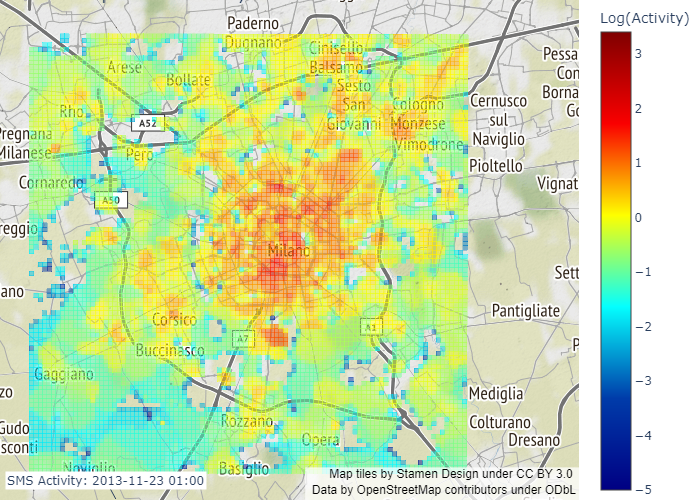 Log(Activity)
3
2
1
0
−1
−2
−3
−4
−5
Paderno
Dugnano
Cinisello
Balsamo
Arese
Bollate
Sesto
San
Giovanni
Rho
A52
Cologno
Monzese
Vimodrone
Cernusco
sul
Naviglio
Pessa
Con
Borna
Go
Pregnana
Milanese
Pero
Pioltello
Cornaredo
A50
Vignat
reggio
Milano
Sett
ano
Pantigliate
Corsico
A7
A1
Buccinasco
P
Gaggiano
zo
Mediglia
Rozzano
Gudo
sconti
Opera
Colturano
Dresano
Noviglio
Basiglio
SMS Activity: 2013-11-23 01:00
Map tiles by Stamen Design under CC BY 3.0
Data by OpenStreetMap contributors under ODbL